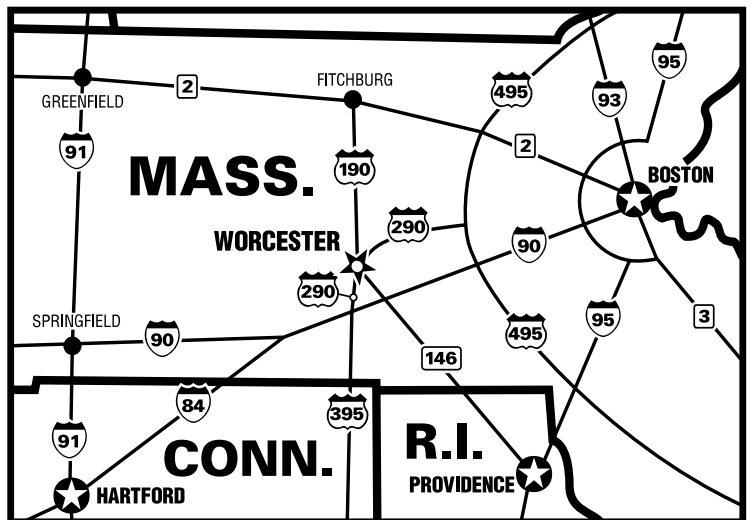 95
FITCHBURG
2
495
93
GREENFIELD
91
2
190
BOSTON
MASS.
290
WORCESTER
90
290
SPRINGFIELD
90
95
3
495
146
84
395
91
R.I.
CONN.
PROVIDENCE
HARTFORD